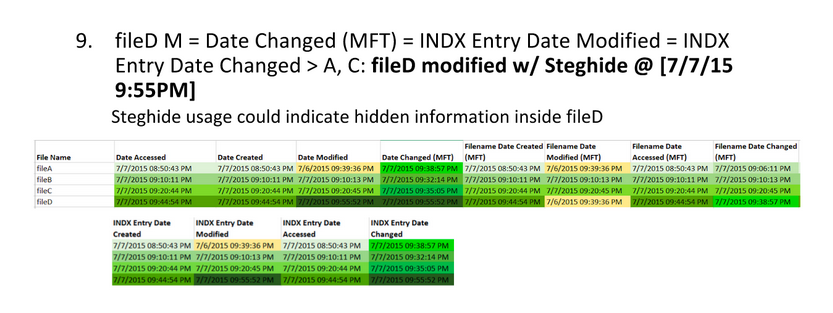 9. fileD M = Date Changed (MFT) = INDX Entry Date Modified = INDX
Entry Date Changed > A, C: fileD modified w/ Steghide @ [7/7/15
9:55PM]
Steghide usage could indicate hidden information inside fileD
Filename Date Created Filename Date Filename Date Filename Date Changed
File Name Date Accessed Date Created Date Modified Date Changed (MFT) (MFT) Modified (MFT) Accessed (MFT) (MFT)
fileA 7/7/2015 08:50:43 PM 7/7/2015 08:50:43 PM 7/6/2015 09:39:36 PM 7/7/2015 09:38:57 PM 7/7/2015 08:50:43 PM 7/6/2015 09:39:36 PM 7/7/2015 08:50:43 PM 7/7/2015 09:06:11 PM
fileB 7/7/2015 09:10:11 PM 7/7/2015 09:10:11 PM 7/7/2015 09:10:13 PM 7/7/2015 09:32:14 PM 7/7/2015 09:10:11 PM 7/7/2015 09:10:13 PM 7/7/2015 09:10:11 PM 7/7/2015 09:10:13 PM
fileC 7/7/2015 09:20:44 PM 7/7/2015 09:20:44 PM 7/7/2015 09:20:45 PM 7/7/2015 09:35:05 PM 7/7/2015 09:20:44 PM 7/7/2015 09:20:45 PM 7/7/2015 09:20:44 PM 7/7/2015 09:20:45 PM
fileD 7/7/2015 09:44:54 PM 7/7/2015 09:44:54 PM 7/7/2015 09:55:52 PM 7/7/2015 09:55:52 PM 7/7/2015 09:44:54 PM 7/6/2015 09:39:36 PM 7/7/2015 09:44:54 PM 7/7/2015 09:38:57 PM
INDX Entry Date INDX Entry Date INDX Entry Date INDX Entry Date
Created Modified Accessed Changed
7/7/2015 08:50:43 PM 7/6/2015 09:39:36 PM 7/7/2015 08:50:43 PM 7/7/2015 09:38:57 PM
7/7/2015 09:10:11 PM 7/7/2015 09:10:13 PM 7/7/2015 09:10:11 PM 7/7/2015 09:32:14 PM
7/7/2015 09:20:44 PM 7/7/2015 09:20:45 PM 7/7/2015 09:20:44 PM 7/7/2015 09:35:05 PM
7/7/2015 09:44:54 PM 7/7/2015 09:55:52 PM 7/7/2015 09:44:54 PM 7/7/2015 09:55:52 PM